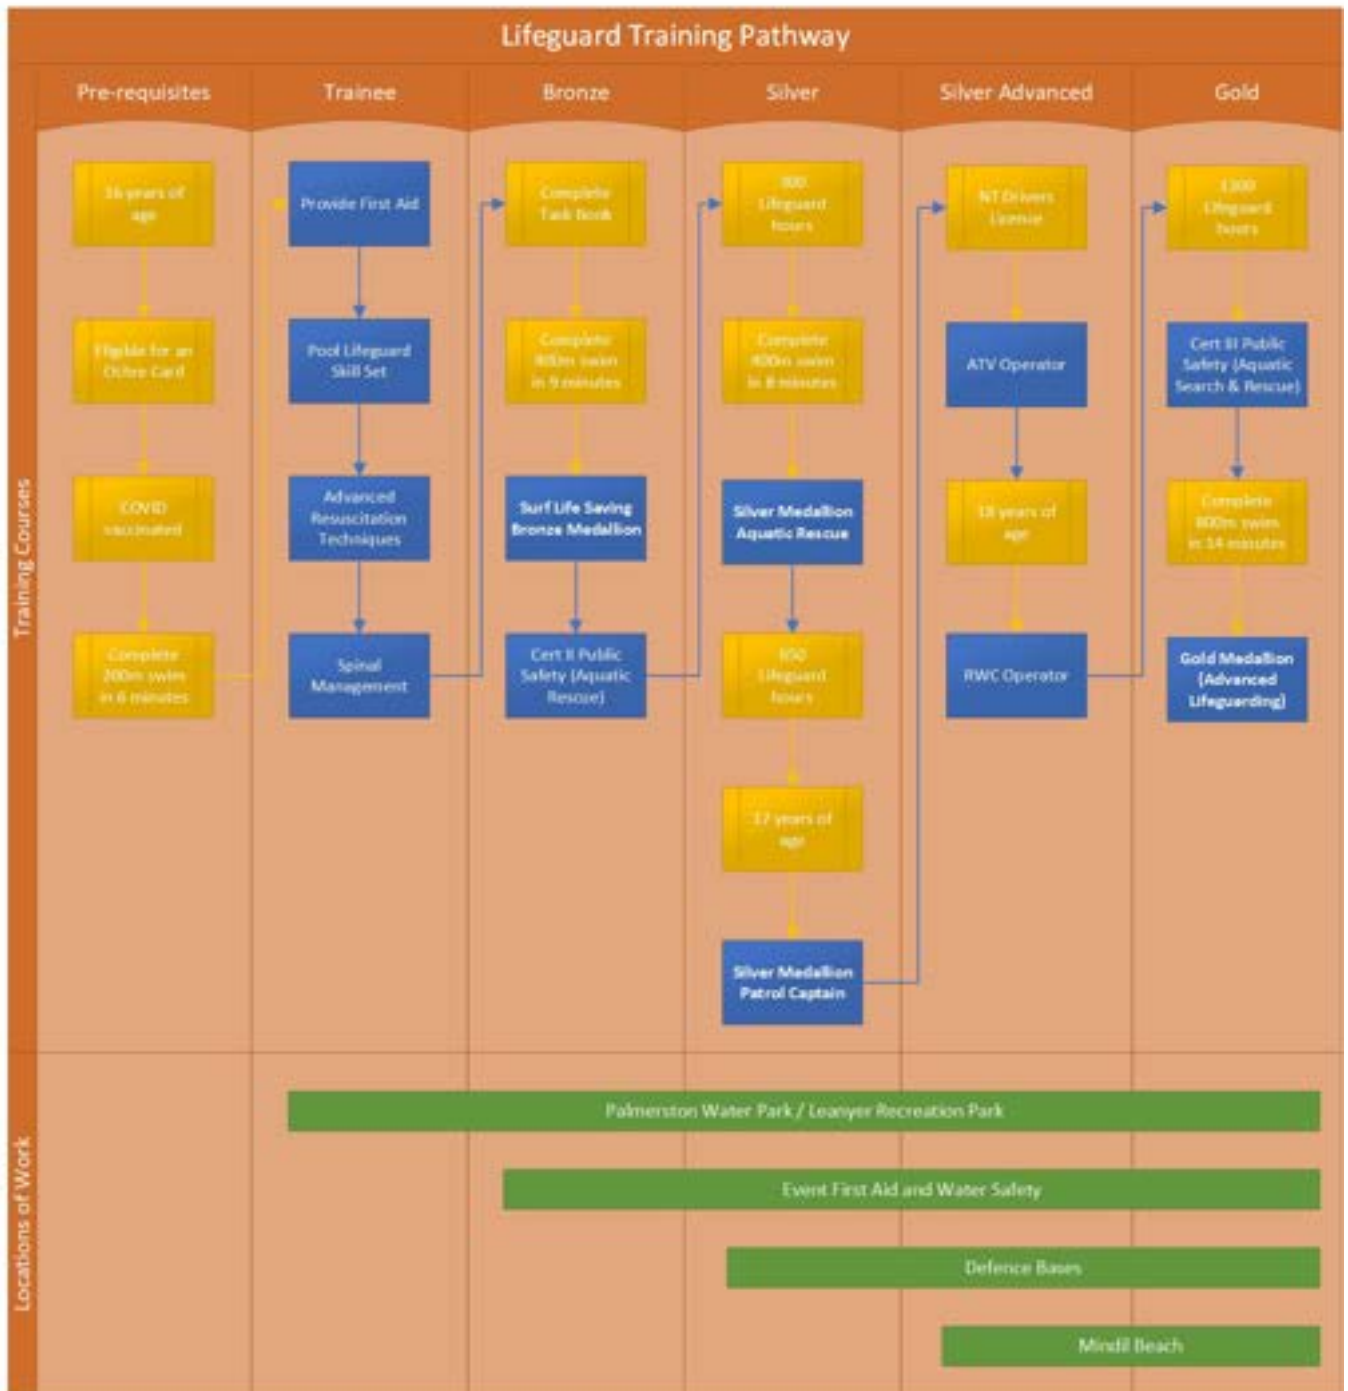 Lifeguard Training Pathway
Pre-requisites
Trainee
Bronze
Silver
Silver Advanced
Gold
Training Courses
16 years of
age
Eligible for an
Ochre Card
COVID
vaccinated
Complete
200m swim
in 6 minutes
Provide First Aid
Pool Lifeguard
Skill Set
Advanced
Resuscitation
Techniques
Spinal
Management
Complete
Task Book
Complete
400m swim
in 9 minutes
Surf Life Saving
Bronze Medallion
Cert II Public
Safety (Aquatic
Rescue)
Lifeguard
hours
Complete
400m swim
in 8 minutes
Silver Medallion
Aquatic Rescue
Lifeguard
hours
17 years of
age
Silver Medallion
Patrol Captain
NT Drivers
License
ATV Operator
18 years of
age
RWC Operator
Lifeguard
hours
Cert III Public
Safety (Aquatic
Search & Rescue)
Complete
800m swim
in 14 minutes
Gold Medallion
(Advanced
Lifeguarding)
Locations of Work
Palmerston Water Park / Leanyer Recreation Park
Event First Aid and Water Safety
Defence Bases
Mindil Beach